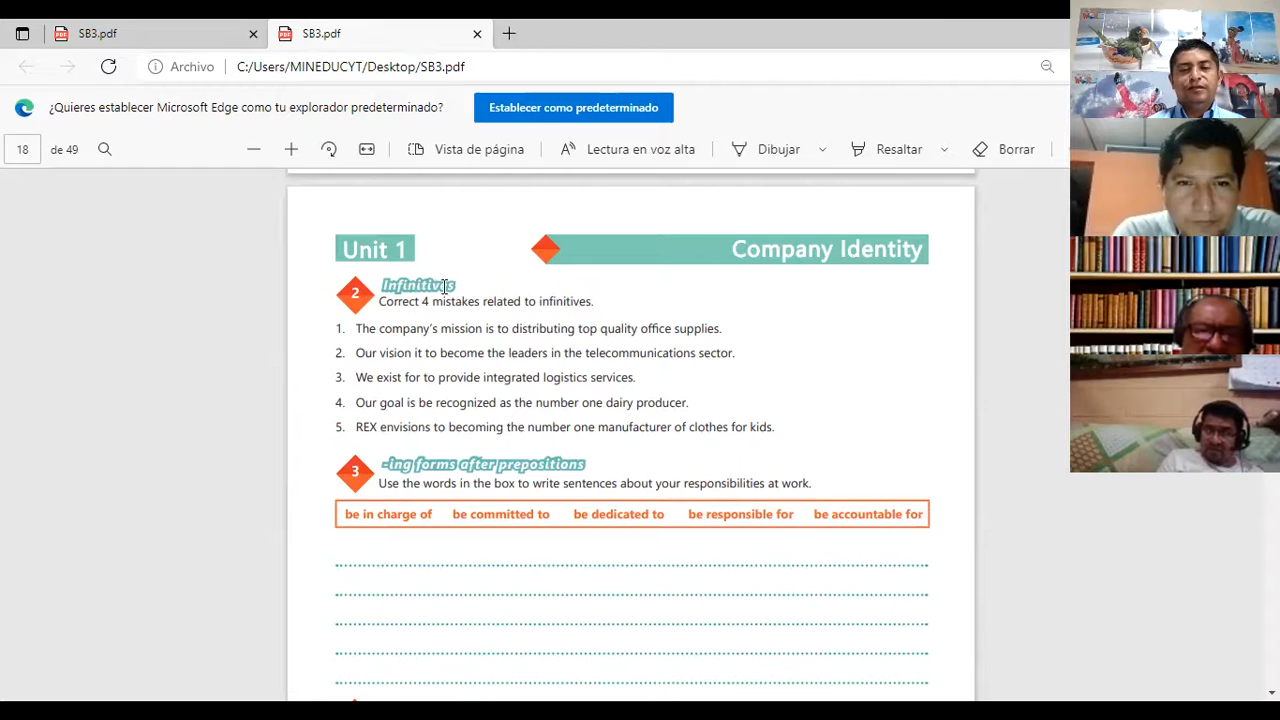 SB3.pdf
SB3.pdf
Archivo
C:/Users/MINEDUCYT/Desktop/SB3.pdf
¿Quieres establecer Microsoft Edge como tu explorador predeterminado?
Establecer como predeterminado
18 de 49
Vista de página
Lectura en voz alta
Dibujar
Resaltar
Borrar
Unit 1
Company Identity
2 Infinitives
Correct 4 mistakes related to infinitives.
1. The company's mission is to distributing top quality office supplies.
2. Our vision it to become the leaders in the telecommunications sector.
3. We exist for to provide integrated logistics services.
4. Our goal is be recognized as the number one dairy producer.
5. REX envisions to becoming the number one manufacturer of clothes for kids.
3 -ing forms after prepositions
Use the words in the box to write sentences about your responsibilities at work.
be in charge of be committed to be dedicated to be responsible for be accountable for